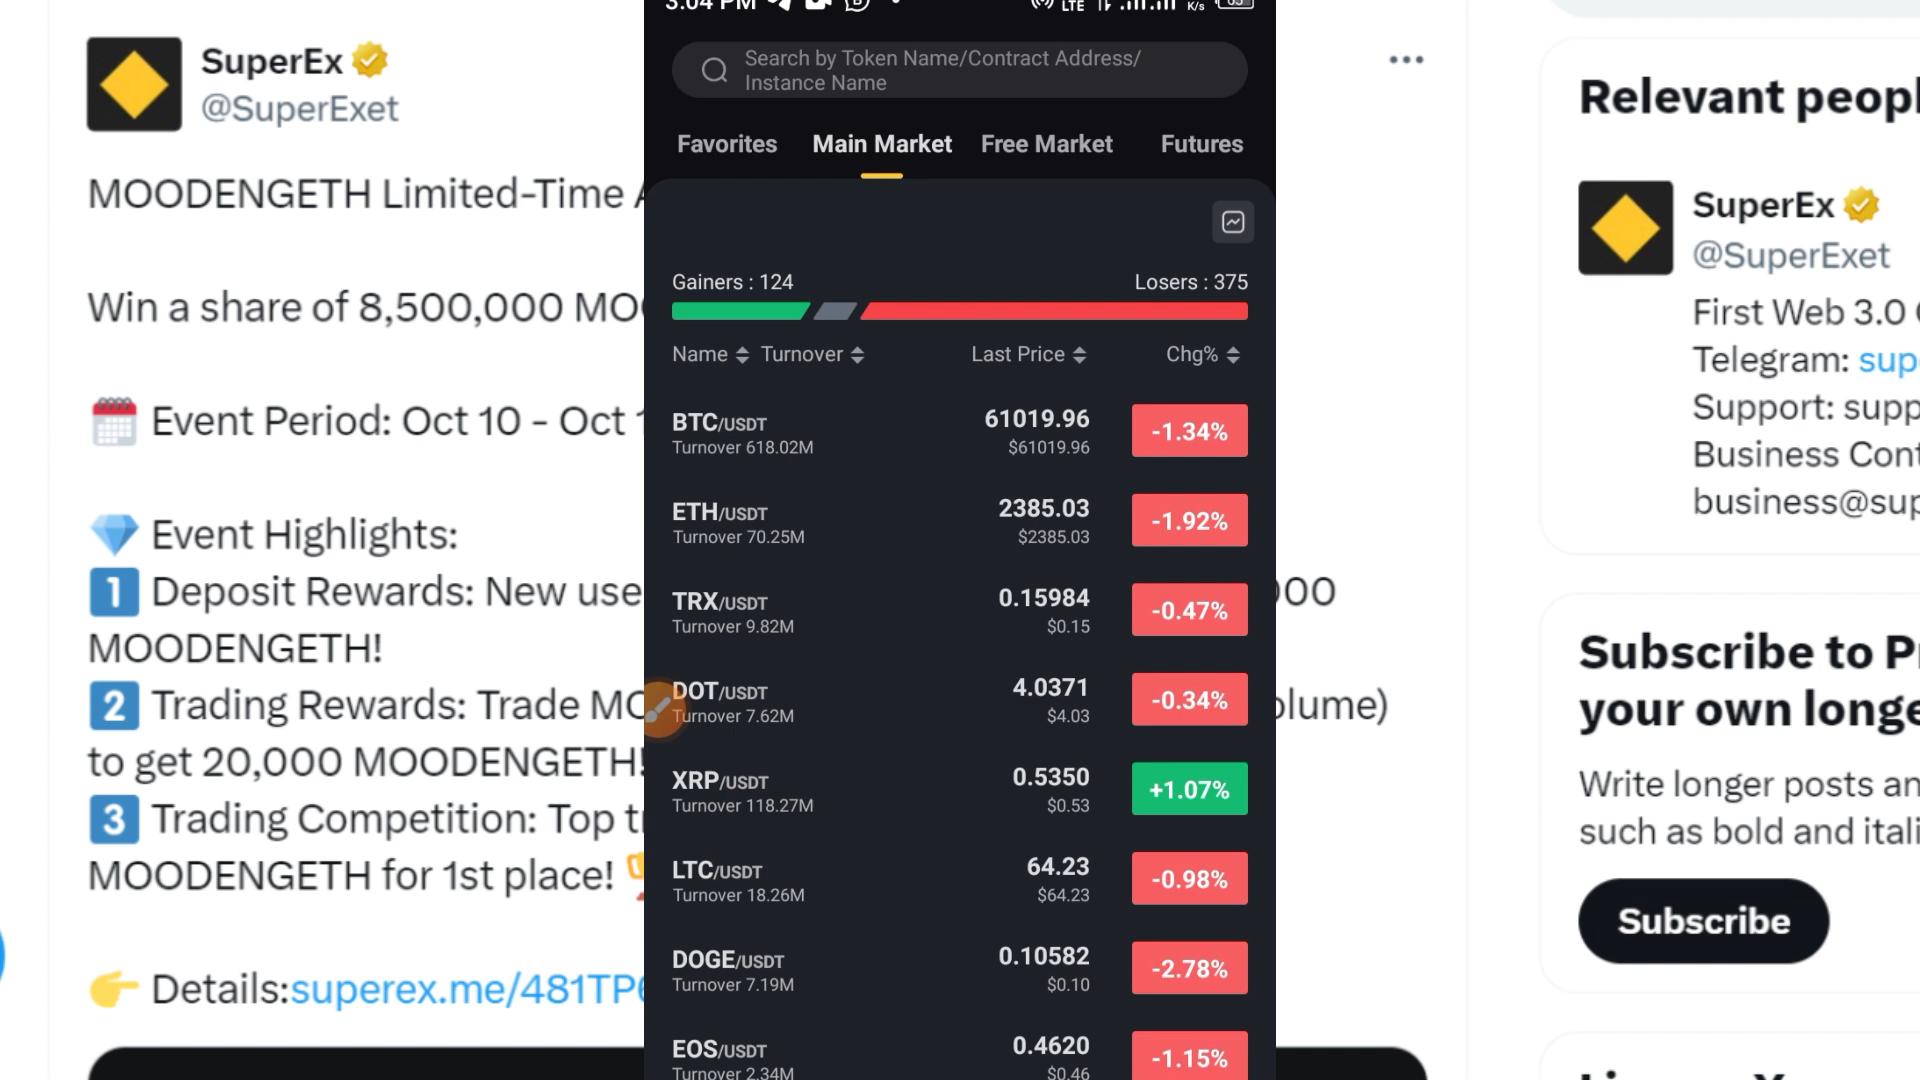 SuperEx
@SuperExet
MOODENGETH Limited-Time
Win a share of 8,500,000
Event Period: Oct 10 - Oct
Event Highlights:
1 Deposit Rewards: New
MOODENGETH!
2 Trading Rewards: Trade
to get 20,000 MOODENGETH!
3 Trading Competition: Top
MOODENGETH for 1st place!
Details:superex.me/481TP
3:04 PM
LTE
K/s
Search by Token Name/Contract Address/
Instance Name
Favorites Main Market Free Market Futures
Gainers : 124 Losers : 375
Name Turnover Last Price Chg%
BTC/USDT 61019.96 -1.34%
Turnover 618.02M $61019.96
ETH/USDT 2385.03 -1.92%
Turnover 70.25M $2385.03
TRX/USDT 0.15984 -0.47%
Turnover 9.82M $0.15
DOT/USDT 4.0371 -0.34%
Turnover 7.62M $4.03
XRP/USDT 0.5350 +1.07%
Turnover 118.27M $0.53
LTC/USDT 64.23 -0.98%
Turnover 18.26M $64.23
DOGE/USDT 0.10582 -2.78%
Turnover 7.19M $0.10
EOS/USDT 0.4620 -1.15%
Turnover 2.34M $0.46
Relevant peopl
SuperEx
@SuperExet
First Web 3.0
Telegram: sup
Support: supp
Business Cont
business@sup
Subscribe to P
your own longe
Write longer posts an
such as bold and itali
Subscribe